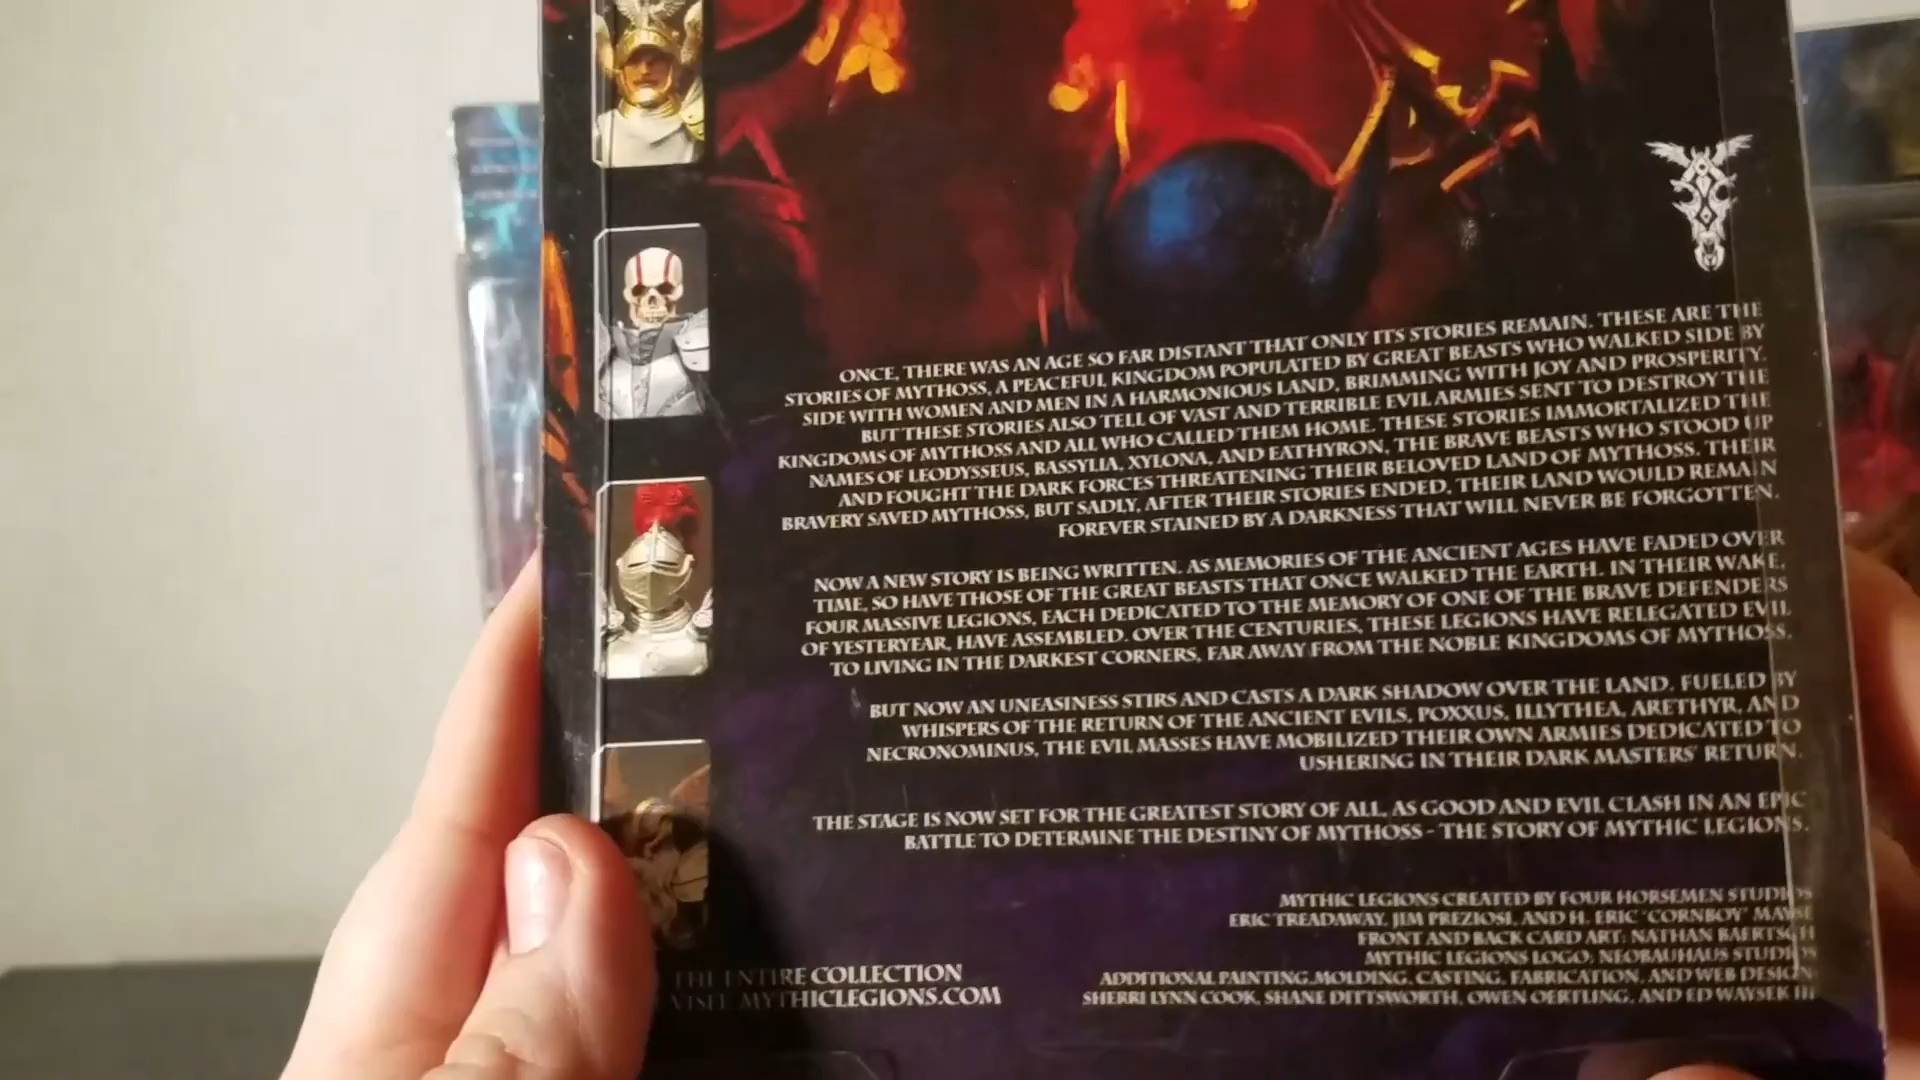 ONCE, THERE WAS AN AGE SO FAR DISTANT THAT ONLY ITS STORIES REMAIN. THESE ARE THE
STORIES OF MYTHOSS, A PEACEFUL KINGDOM POPULATED BY GREAT BEASTS WHO WALKED SIDE BY
SIDE WITH WOMEN AND MEN IN A HARMONIOUS LAND, BRIMMING WITH JOY AND PROSPERITY.
BUT THESE STORIES ALSO TELL OF VAST AND TERRIBLE EVIL ARMIES SENT TO DESTROY THE
KINGDOMS OF MYTHOSS AND ALL WHO CALLED THEM HOME. THESE STORIES IMMORTALIZED THE
NAMES OF LEODYSSEUS, BASSYLIA, XYLONA, AND EATHYRON, THE BRAVE BEASTS WHO STOOD UP
AND FOUGHT THE DARK FORCES THREATENING THEIR BELOVED LAND OF MYTHOSS. THEIR
BRAVERY SAVED MYTHOSS, BUT SADLY, AFTER THEIR STORIES ENDED, THEIR LAND WOULD REMAIN
FOREVER STAINED BY A DARKNESS THAT WILL NEVER BE FORGOTTEN.
NOW A NEW STORY IS BEING WRITTEN. AS MEMORIES OF THE ANCIENT AGES HAVE FADED OVER
TIME, SO HAVE THOSE OF THE GREAT BEASTS THAT ONCE WALKED THE EARTH. IN THEIR WAKE,
FOUR MASSIVE LEGIONS, EACH DEDICATED TO THE MEMORY OF ONE OF THE BRAVE DEFENDERS
OF YESTERYEAR, HAVE ASSEMBLED. OVER THE CENTURIES, THESE LEGIONS HAVE RELEGATED EVIL
TO LIVING IN THE DARKEST CORNERS, FAR AWAY FROM THE NOBLE KINGDOMS OF MYTHOSS.
BUT NOW AN UNEASINESS STIRS AND CASTS A DARK SHADOW OVER THE LAND. FUELED BY
WHISPERS OF THE RETURN OF THE ANCIENT EVILS, POXXUS, ILLYTHEA, ARETHYR, AND
NECRONOMINUS, THE EVIL MASSES HAVE MOBILIZED THEIR OWN ARMIES DEDICATED TO
USHERING IN THEIR DARK MASTERS' RETURN.
THE STAGE IS NOW SET FOR THE GREATEST STORY OF ALL, AS GOOD AND EVIL CLASH IN AN EPIC
BATTLE TO DETERMINE THE DESTINY OF MYTHOSS - THE STORY OF MYTHIC LEGIONS.
MYTHIC LEGIONS CREATED BY FOUR HORSEMEN STUDIOS
ERIC TREADAWAY, JIM PREZIOSI, AND H. ERIC "CORNBOY" MAYSE
FRONT AND BACK CARD ART: NATHAN BAERTSCH
MYTHIC LEGIONS LOGO: NEOBAUHAUS STUDIOS
ADDITIONAL PAINTING, MOLDING, CASTING, FABRICATION, AND WEB DESIGN:
SHERRI LYNN COOK, SHANE DITTSWORTH, OWEN OERTLING, AND ED WAYSEK III
THE ENTIRE COLLECTION
VISIT MYTHICLEGIONS.COM